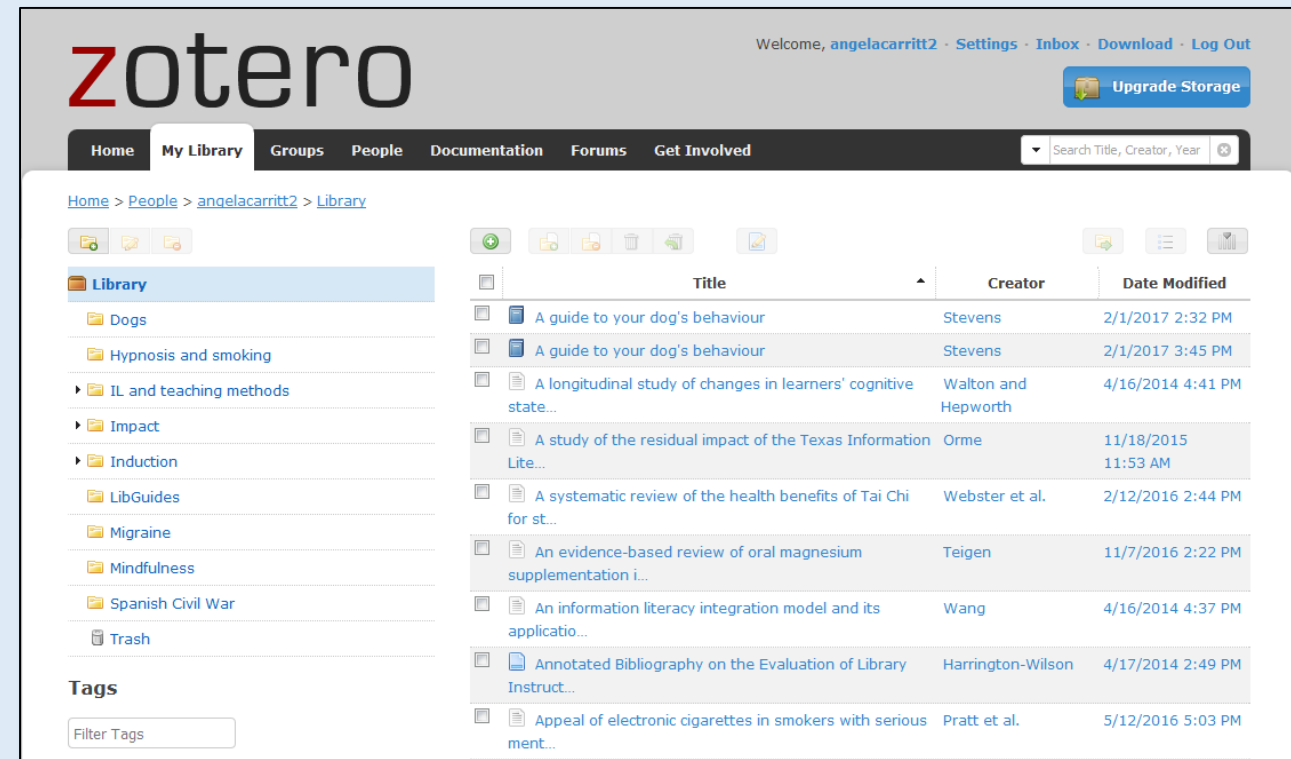 zotero
Welcome, angelacarritt2 · Settings · Inbox · Download · Log Out
Upgrade Storage
Home My Library Groups People Documentation Forums Get Involved
Search Title, Creator, Year
Home > People > angelacarritt2 > Library
Library
Dogs
Hypnosis and smoking
IL and teaching methods
Impact
Induction
LibGuides
Migraine
Mindfulness
Spanish Civil War
Trash
Tags
Filter Tags
Title Creator Date Modified
A guide to your dog's behaviour Stevens 2/1/2017 2:32 PM
A guide to your dog's behaviour Stevens 2/1/2017 3:45 PM
A longitudinal study of changes in learners' cognitive Walton and 4/16/2014 4:41 PM
state... Hepworth
A study of the residual impact of the Texas Information Orme 11/18/2015
Lite... 11:53 AM
A systematic review of the health benefits of Tai Chi Webster et al. 2/12/2016 2:44 PM
for st...
An evidence-based review of oral magnesium Teigen 11/7/2016 2:22 PM
supplementation i...
An information literacy integration model and its Wang 4/16/2014 4:37 PM
applicatio...
Annotated Bibliography on the Evaluation of Library Harrington-Wilson 4/17/2014 2:49 PM
Instruct...
Appeal of electronic cigarettes in smokers with serious Pratt et al. 5/12/2016 5:03 PM
ment...